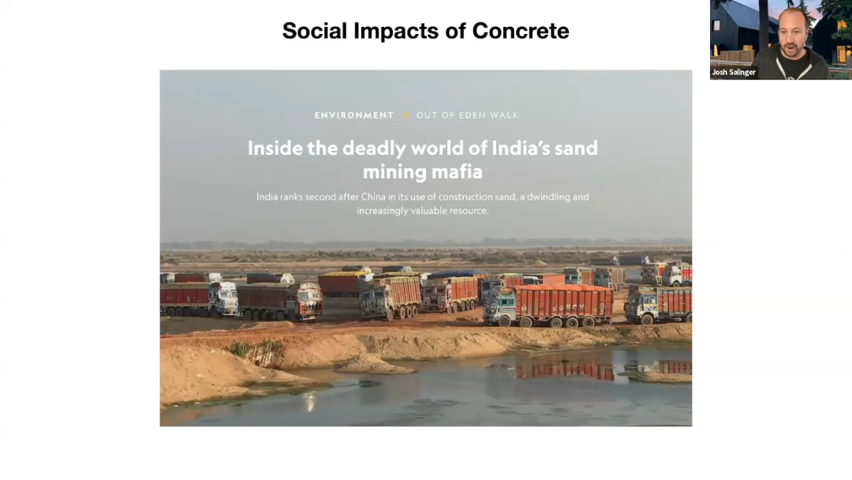 Social Impacts of Concrete
Josh Salinger
ENVIRONMENT | OUT OF EDEN WALK
Inside the deadly world of India's sand
mining mafia
India ranks second after China in its use of construction sand, a dwindling and
increasingly valuable resource.